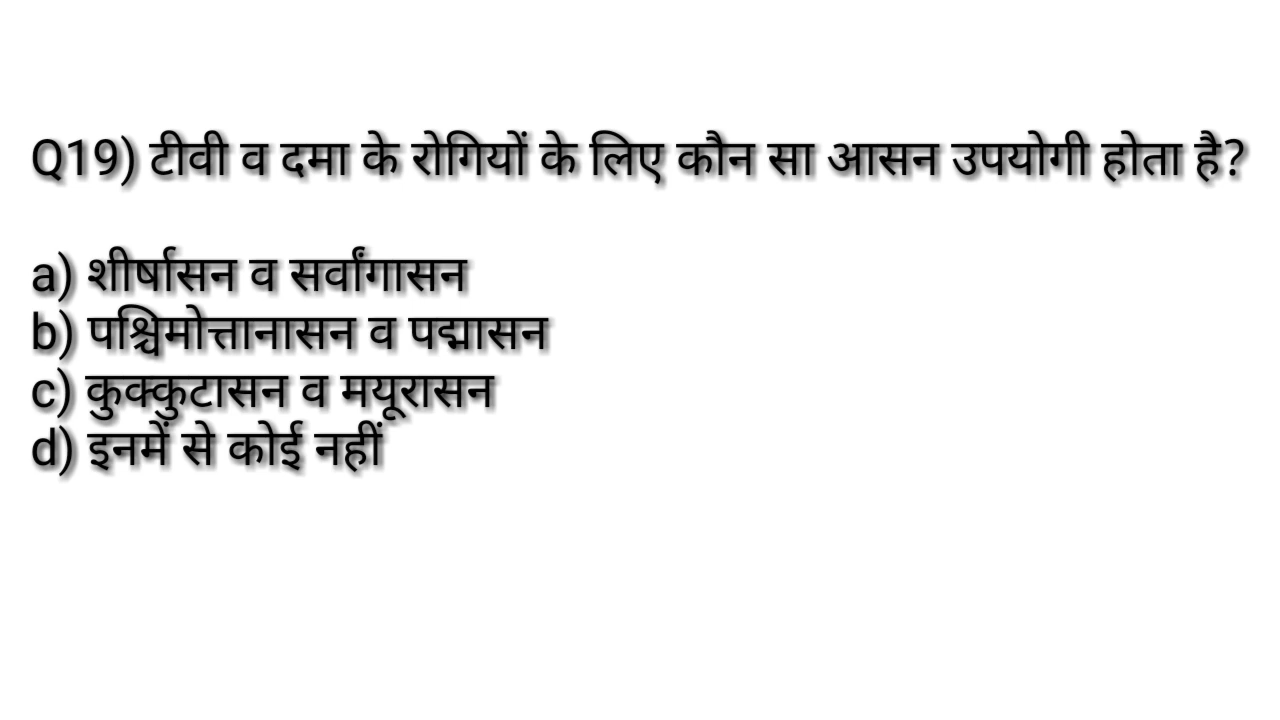 Q19) टीवी व दमा के रोगियों के लिए कौन सा आसन उपयोगी होता है?
a) शीर्षासन व सर्वांगासन
b) पश्चिमोत्तानासन व पद्मासन
c) कुक्कुटासन व मयूरासन
d) इनमें से कोई नहीं